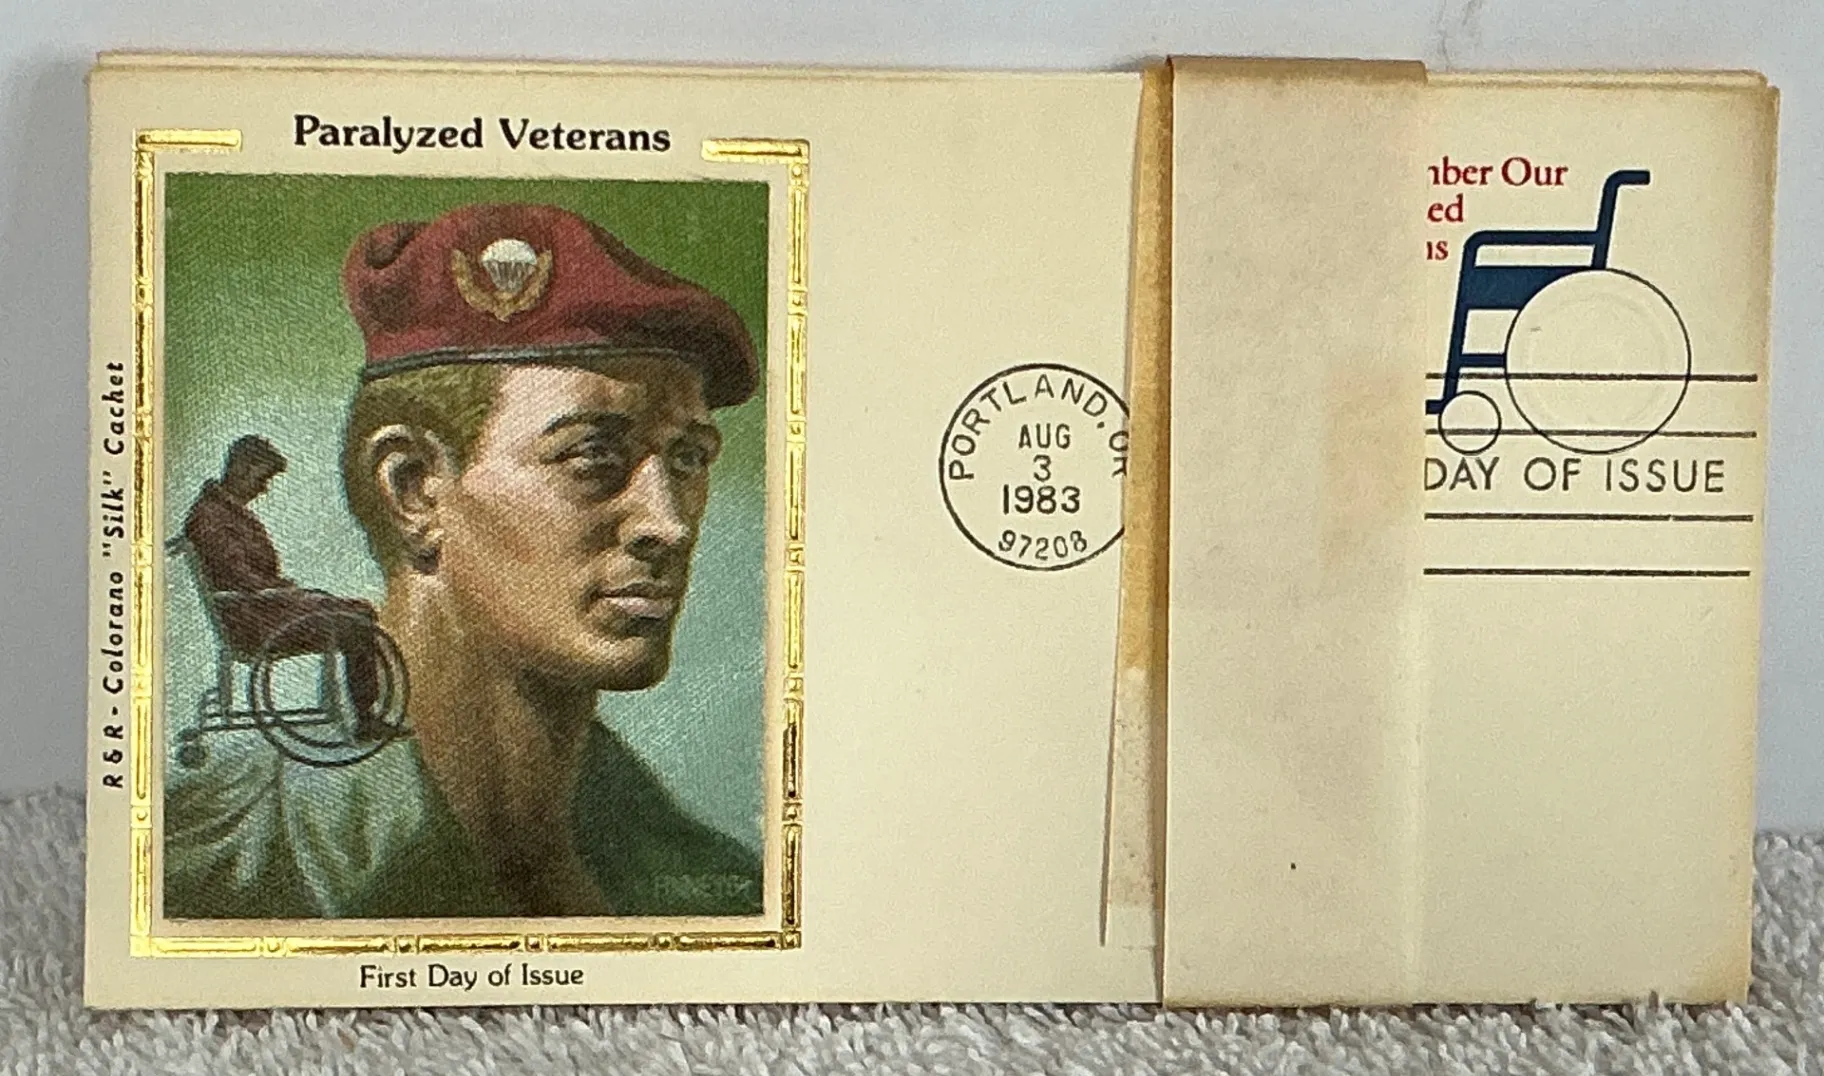 Paralyzed Veterans
R & R - Colorano "Silk" Cachet
First Day of Issue
PORTLAND, OR
AUG
3
1983
97208
mber Our
ed
ns
DAY OF ISSUE